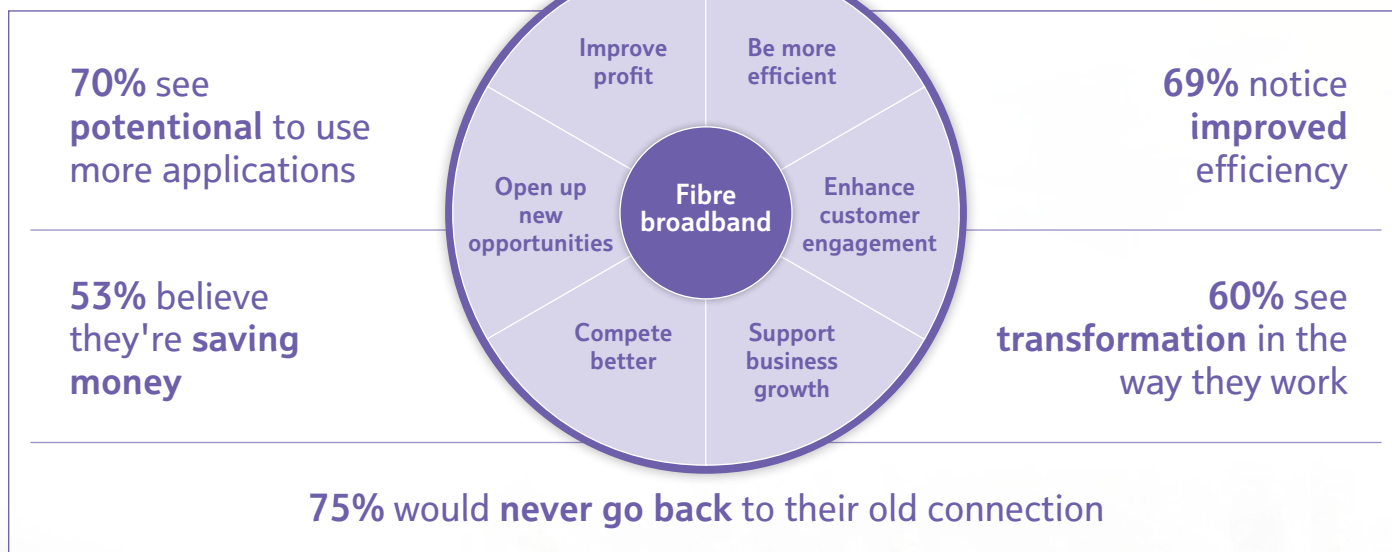 70% see
potentional to use
more applications
53% believe
they're saving
money
Improve
profit
Be more
efficient
Open up
new
opportunities
Fibre
broadband
Enhance
customer
engagement
Compete
better
Support
business
growth
69% notice
improved
efficiency
60% see
transformation in the
way they work
75% would never go back to their old connection